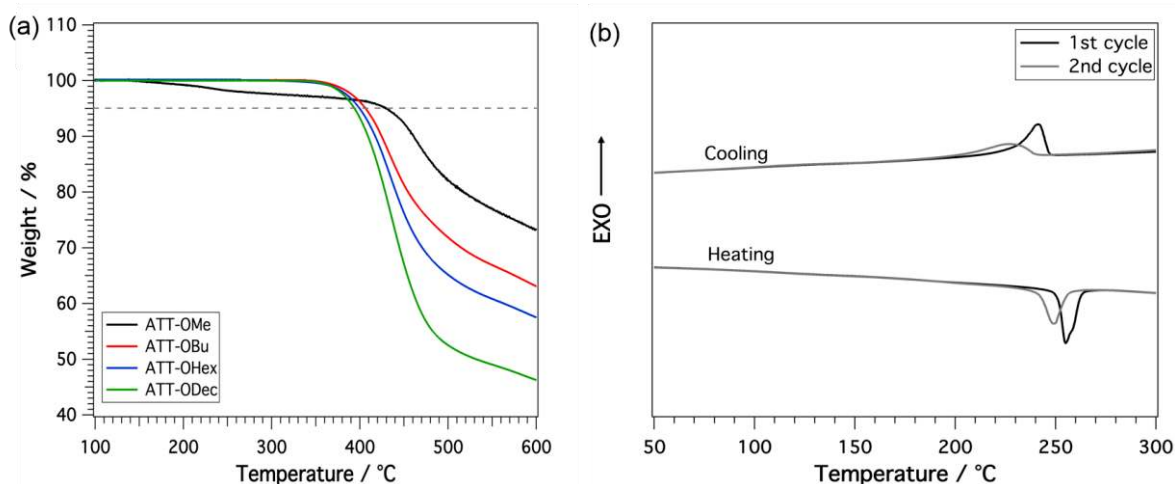 (a)
110
100
90
80
70
60
50
40
Weight / %
ATT-OMe
ATT-OBu
ATT-OHex
ATT-ODec
100 200 300 400 500 600
Temperature / °C
(b)
1st cycle
2nd cycle
Cooling
EXO
Heating
50 100 150 200 250 300
Temperature / °C